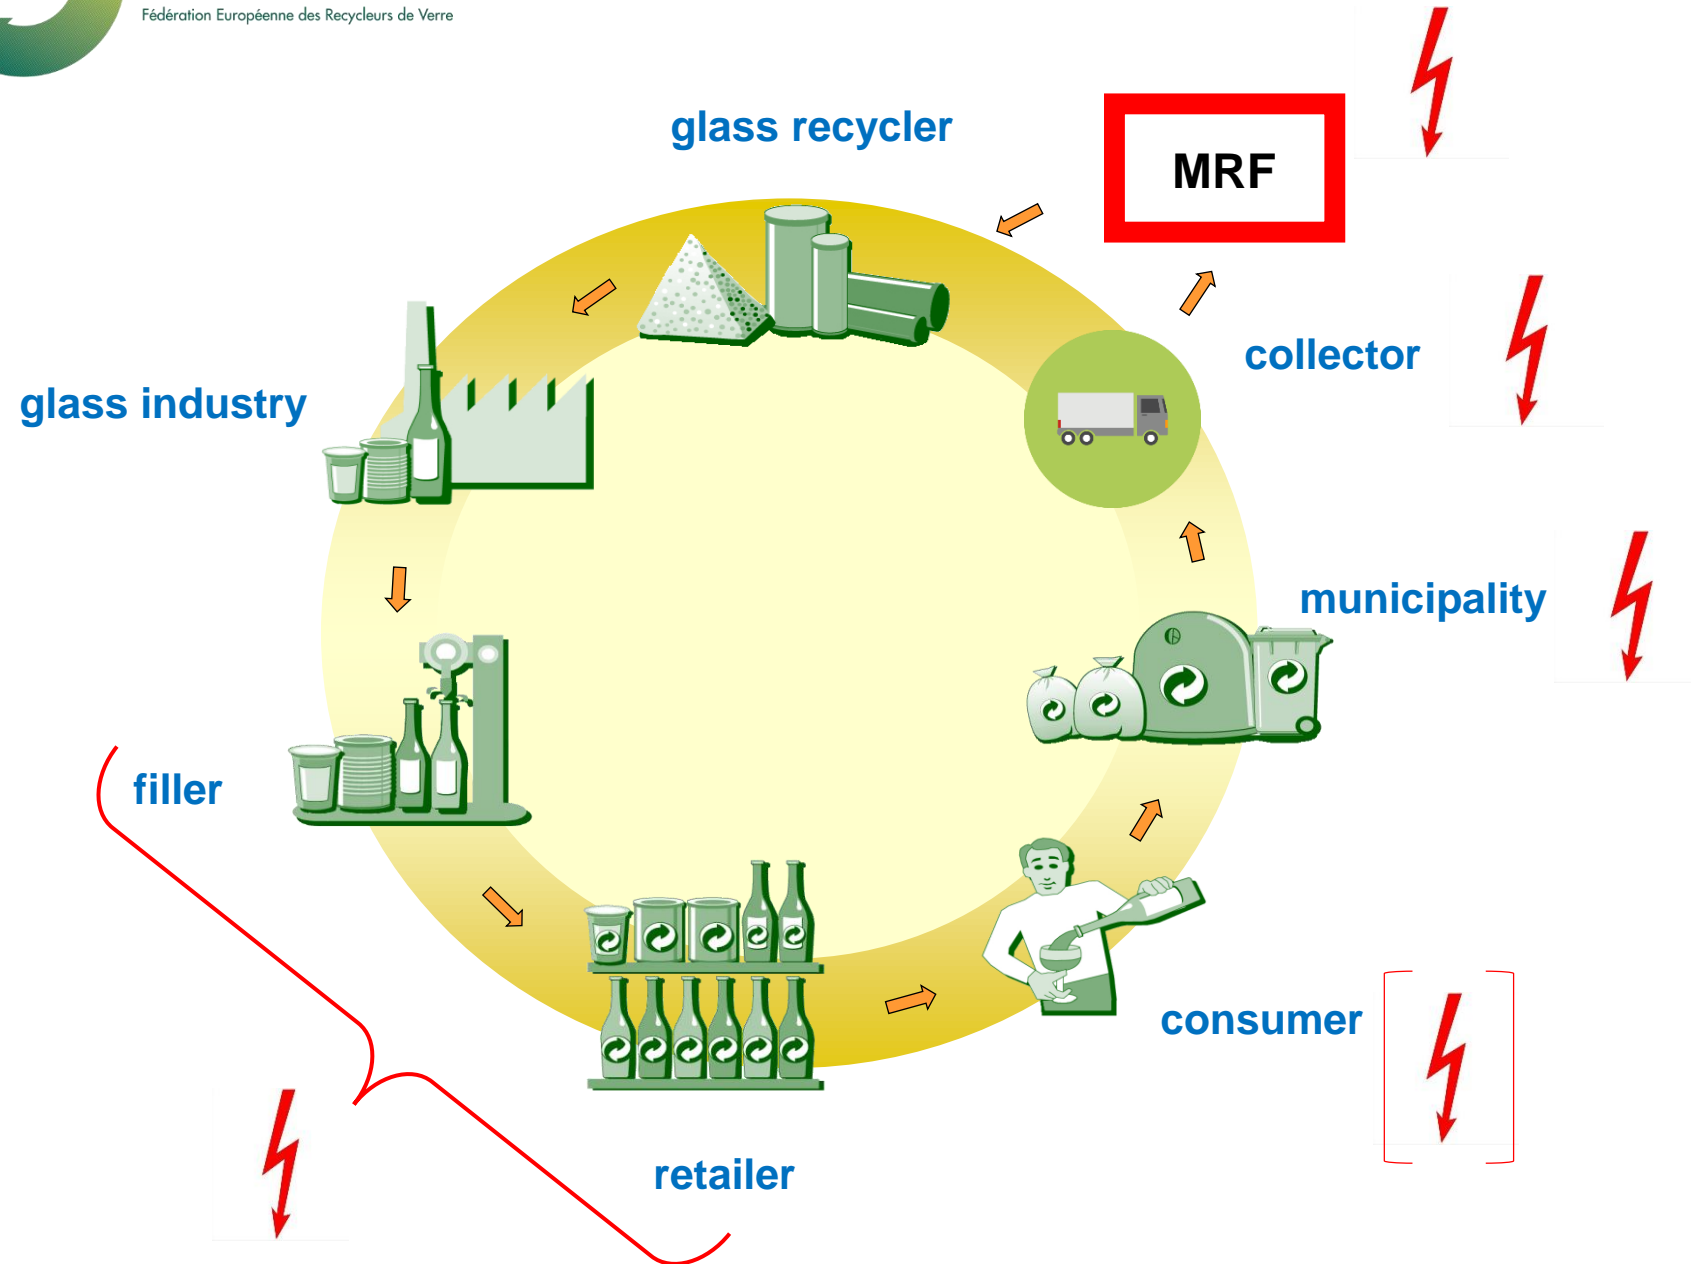 Fédération Européenne des Recycleurs de Verre
glass recycler
MRF
collector
glass industry
municipality
filler
consumer
retailer